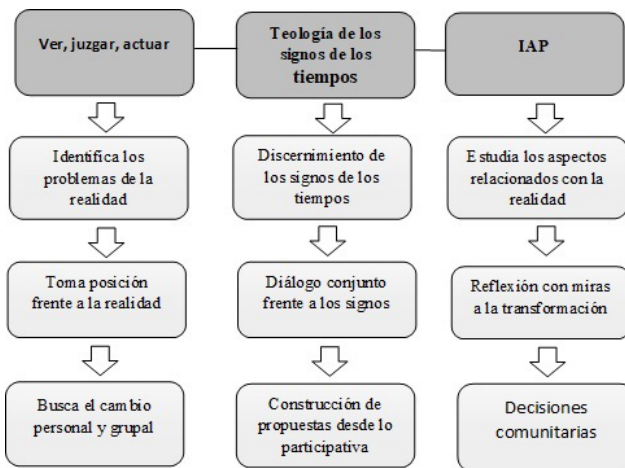 Ver, juzgar, actuar
Teología de los
signos de los
tiempos
IAP
Identifica los
problemas de la
realidad
Discernimiento de
los signos de los
tiempos
Estudia los aspectos
relacionados con la
realidad
Toma posición
frente a la realidad
Diálogo conjunto
frente a los signos
Reflexión con miras
a la transformación
Busca el cambio
personal y grupal
Construcción de
propuestas desde lo
participativa
Decisiones
comunitarias